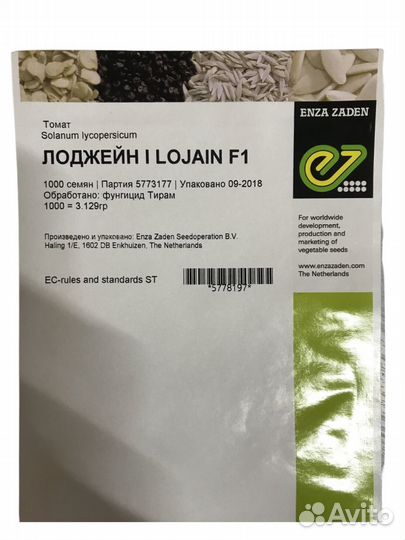 ENZA ZADEN
Томат
Solanum lycopersicum
ЛОДЖЕЙН I LOJAIN F1
1000 семян | Партия 5773177 | Упаковано 09-2018
Обработано: фунгицид Тирам
1000 = 3.129гр
Произведено и упаковано: Enza Zaden Seedoperation B.V.
Haling 1/E, 1602 DB Enkhuizen, The Netherlands
EC-rules and standards ST
*5778197*
For worldwide
development,
production and
marketing of
vegetable seeds
www.enzazaden.com
The Netherlands
Avito